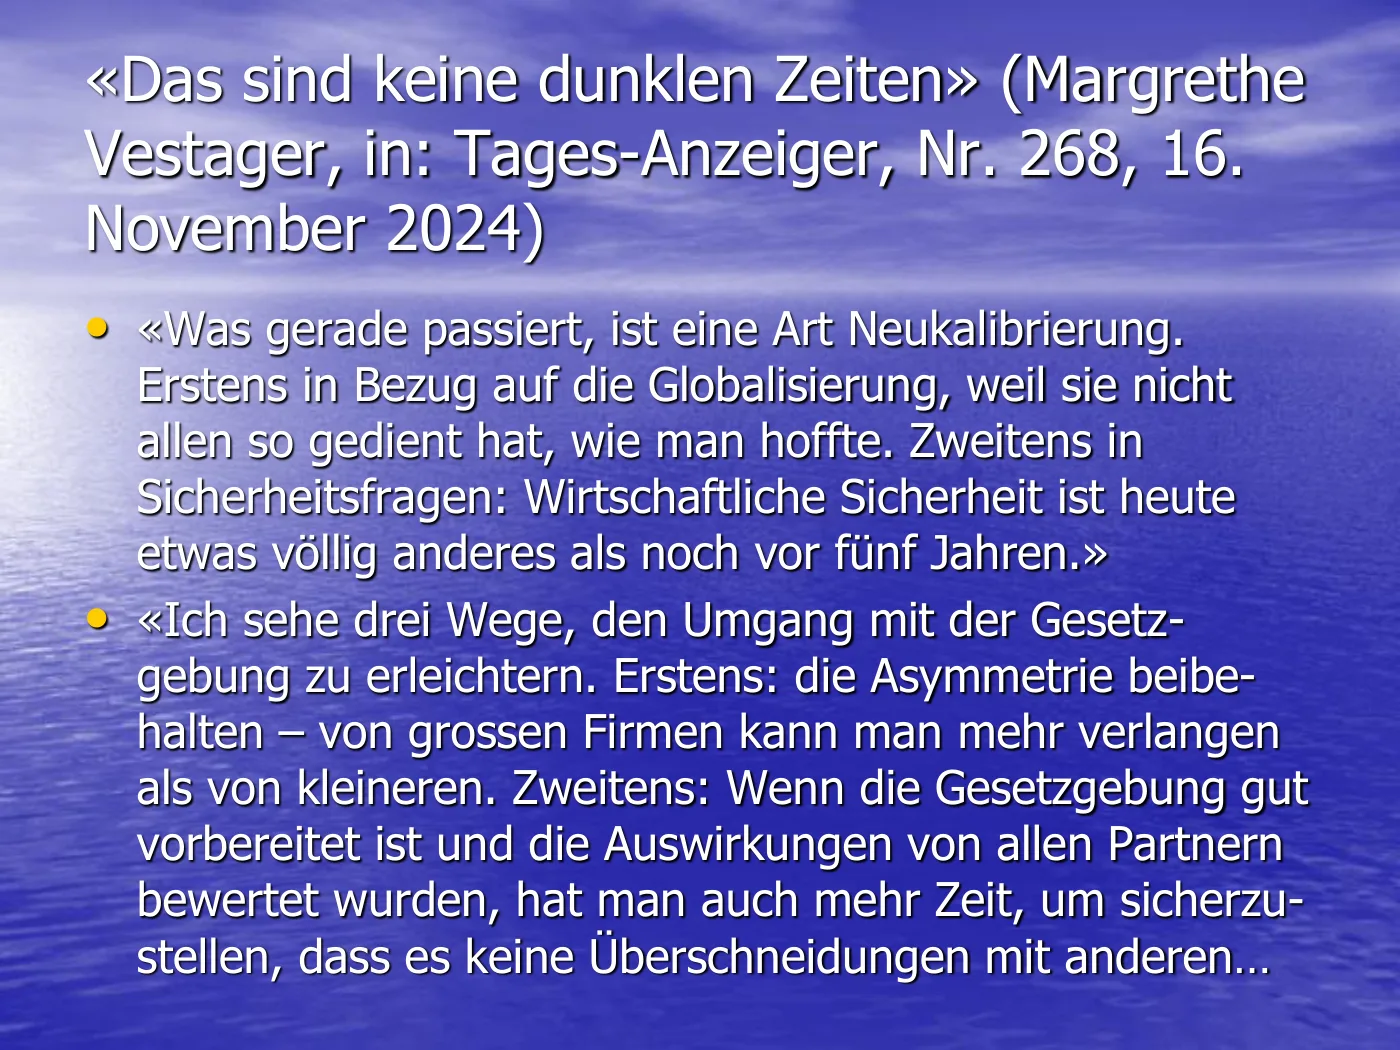 «Das sind keine dunklen Zeiten» (Margrethe
Vestager, in: Tages-Anzeiger, Nr. 268, 16.
November 2024)
• «Was gerade passiert, ist eine Art Neukalibrierung.
Erstens in Bezug auf die Globalisierung, weil sie nicht
allen so gedient hat, wie man hoffte. Zweitens in
Sicherheitsfragen: Wirtschaftliche Sicherheit ist heute
etwas völlig anderes als noch vor fünf Jahren.»
• «Ich sehe drei Wege, den Umgang mit der Gesetz-
gebung zu erleichtern. Erstens: die Asymmetrie beibe-
halten – von grossen Firmen kann man mehr verlangen
als von kleineren. Zweitens: Wenn die Gesetzgebung gut
vorbereitet ist und die Auswirkungen von allen Partnern
bewertet wurden, hat man auch mehr Zeit, um sicherzu-
stellen, dass es keine Überschneidungen mit anderen…